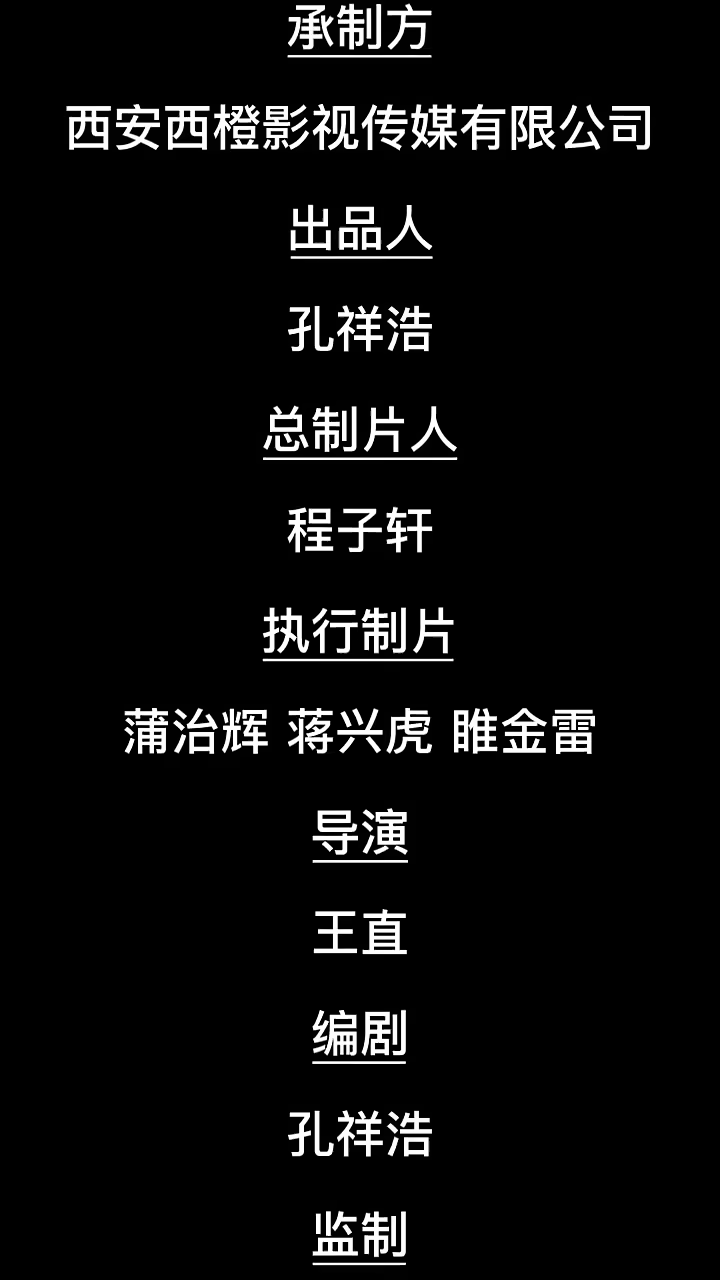 承制方
西安西橙影视传媒有限公司
出品人
孔祥浩
总制片人
程子轩
执行制片
蒲治辉 蒋兴虎 睢金雷
导演
王直
编剧
孔祥浩
监制